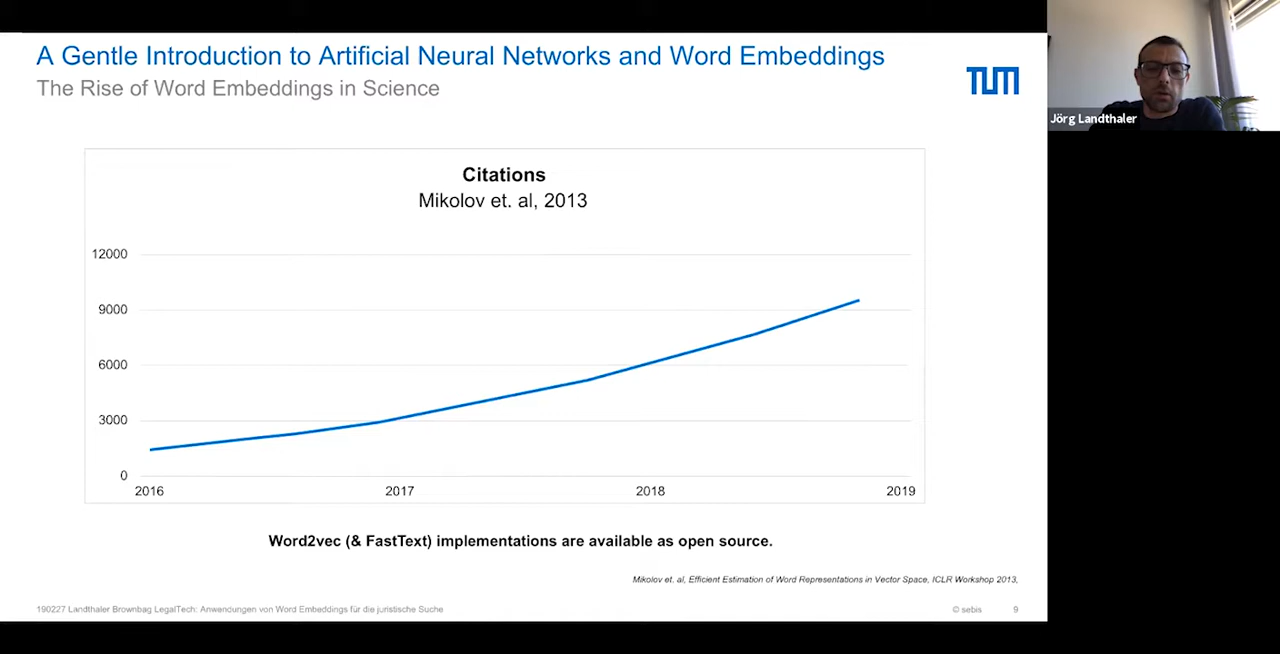 A Gentle Introduction to Artificial Neural Networks and Word Embeddings
The Rise of Word Embeddings in Science
TUM
Jörg Landthaler
Citations
Mikolov et. al, 2013
12000
9000
6000
3000
0
2016 2017 2018 2019
Word2vec (& FastText) implementations are available as open source.
Mikolov et. al, Efficient Estimation of Word Representations in Vector Space, ICLR Workshop 2013,
190227 Landthaler Brownbag LegalTech: Anwendungen von Word Embeddings für die juristische Suche © sebis 9